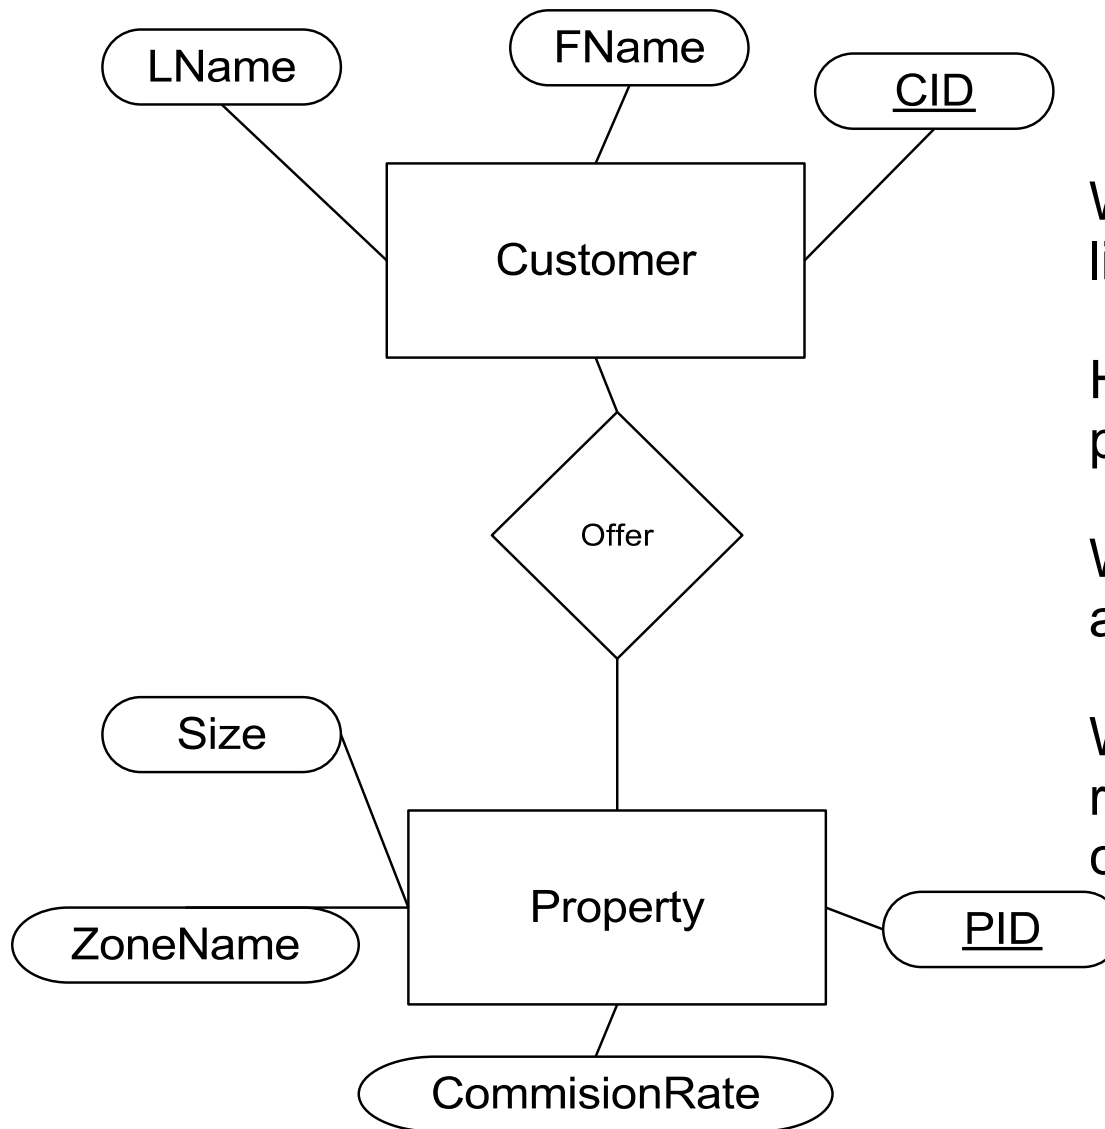 LName
FName
CID
Customer
Offer
Size
Property
ZoneName
PID
CommisionRate